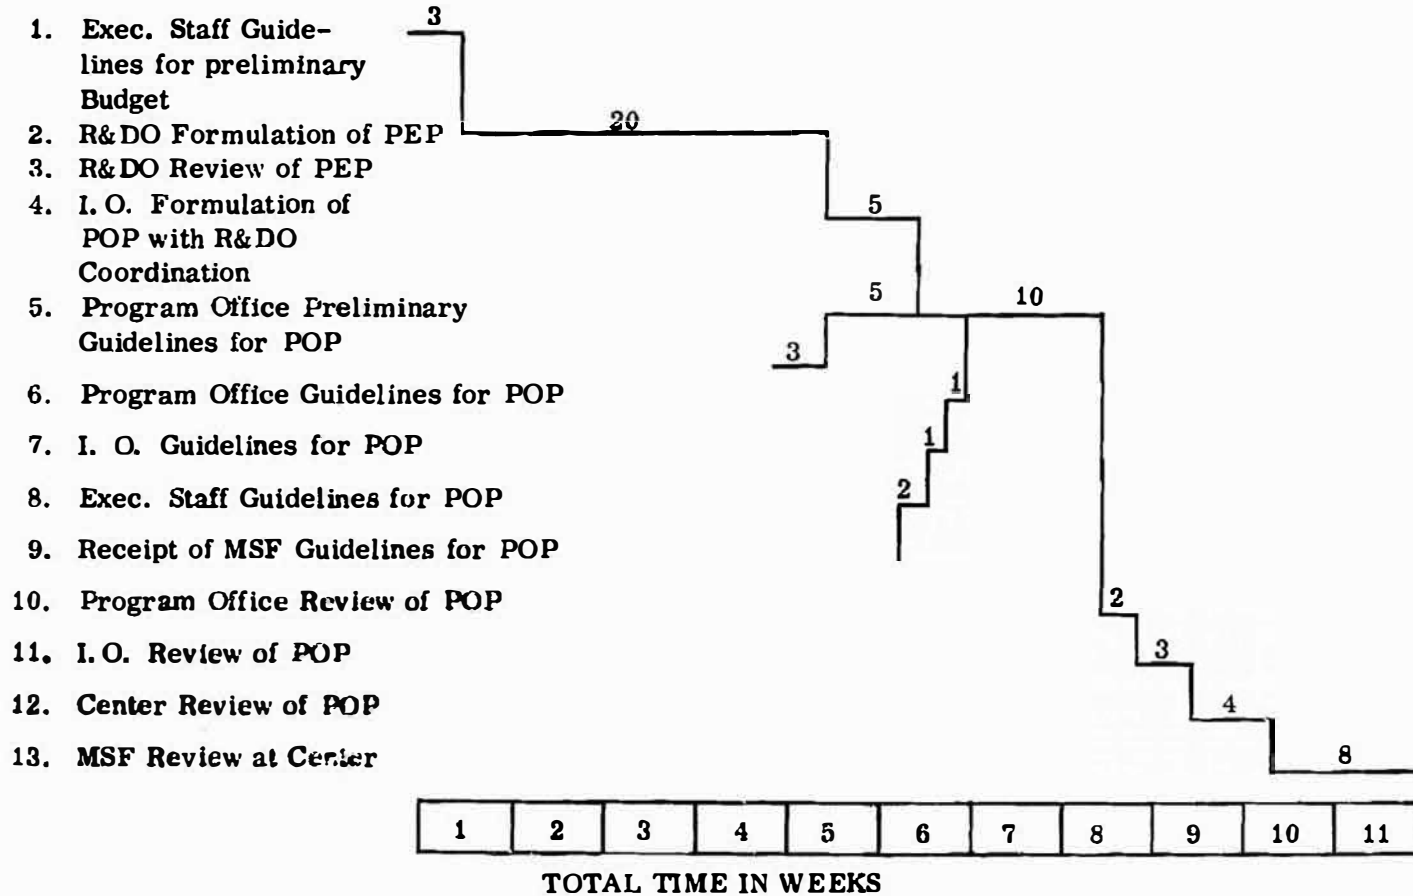 1. Exec. Staff Guide-
lines for preliminary
Budget
2. R&DO Formulation of PEP
3. R&DO Review of PEP
4. I.O. Formulation of
POP with R&DO
Coordination
5. Program Office Preliminary
Guidelines for POP
6. Program Office Guidelines for POP
7. I. O. Guidelines for POP
8. Exec. Staff Guidelines for POP
9. Receipt of MSF Guidelines for POP
10. Program Office Review of POP
11. I.O. Review of POP
12. Center Review of POP
13. MSF Review at Center
3
20
5
5 10
3
1
1
2
2
3
4
8
1 2 3 4 5 6 7 8 9 10 11
TOTAL TIME IN WEEKS